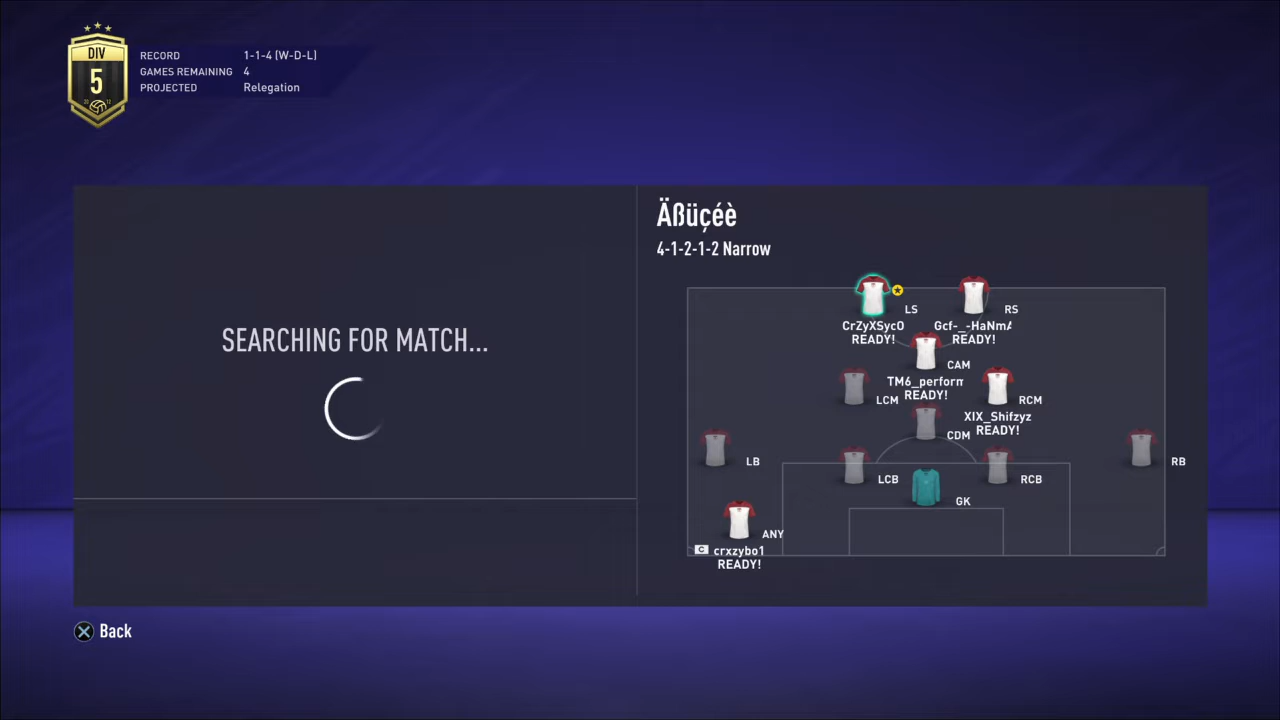 DIV
5
RECORD 1-1-4 (W-D-L)
GAMES REMAINING 4
PROJECTED Relegation
SEARCHING FOR MATCH...
Äßüçéè
4-1-2-1-2 Narrow
LS
RS
CrZyXSycO
READY!
Gcf-_-HaNmA
READY!
CAM
TM6_perform
READY!
LCM
RCM
XIX_Shifzyz
READY!
CDM
LB
RB
LCB
RCB
GK
ANY
C crxzybo1
READY!
Back